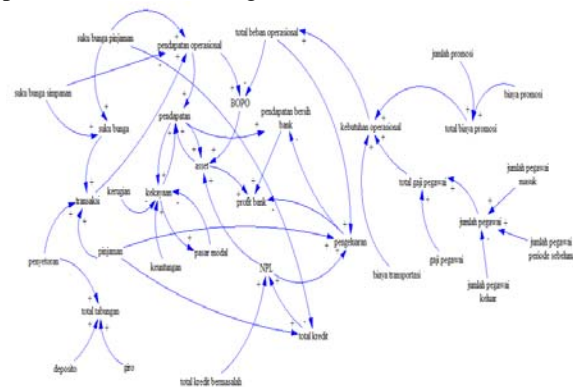 suku bunga pinjaman
pendapatan operasional
total beban operasional
jumlah promosi
suku bunga simpanan
BOPO
biaya promosi
pendapatan
pendapatan bersih
bank
kebutuhan operasional
total biaya promosi
suku bunga
asset
total gaji pegawai
jumlah pegawai
masuk
transaksi
kerugian
kekayaan
profit bank
jumlah pegawai
penyetoran
pinjaman
keuntungan
pasar modal
pengeluaran
gaji pegawai
jumlah pegawai
periode sebelum
NPL
biaya transportasi
jumlah pegawai
keluar
total tabungan
total kredit
deposito
giro
total kredit bermasalah